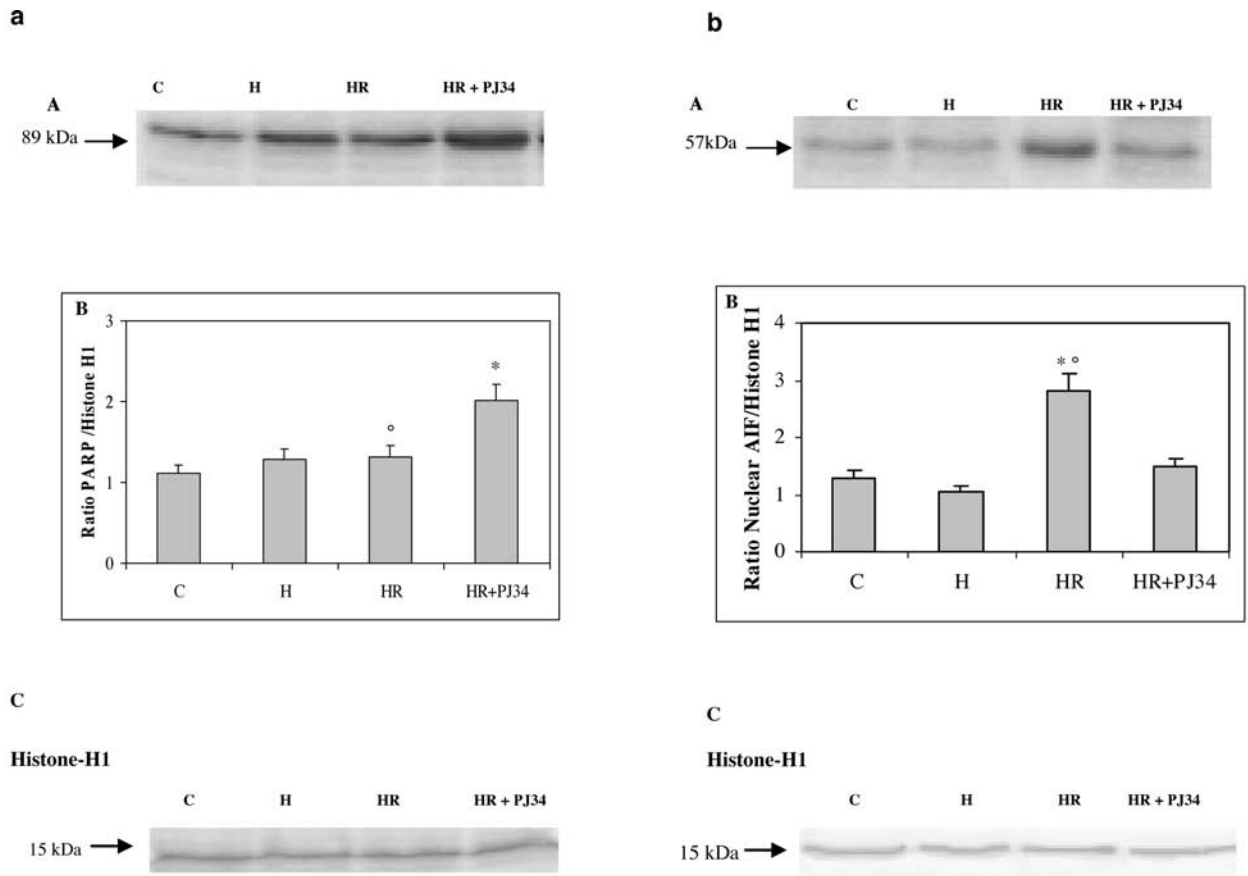 a
C H HR HR + PJ34
A
89 kDa
B
Ratio PARP /Histone H1
3
2
1
0
°
*
C H HR HR+PJ34
C
Histone-H1
C H HR HR + PJ34
15 kDa
b
C H HR HR + PJ34
A
57kDa
B
Ratio Nuclear AIF/Histone H1
4
3
2
1
0
* °
C H HR HR+PJ34
C
Histone-H1
C H HR HR + PJ34
15 kDa